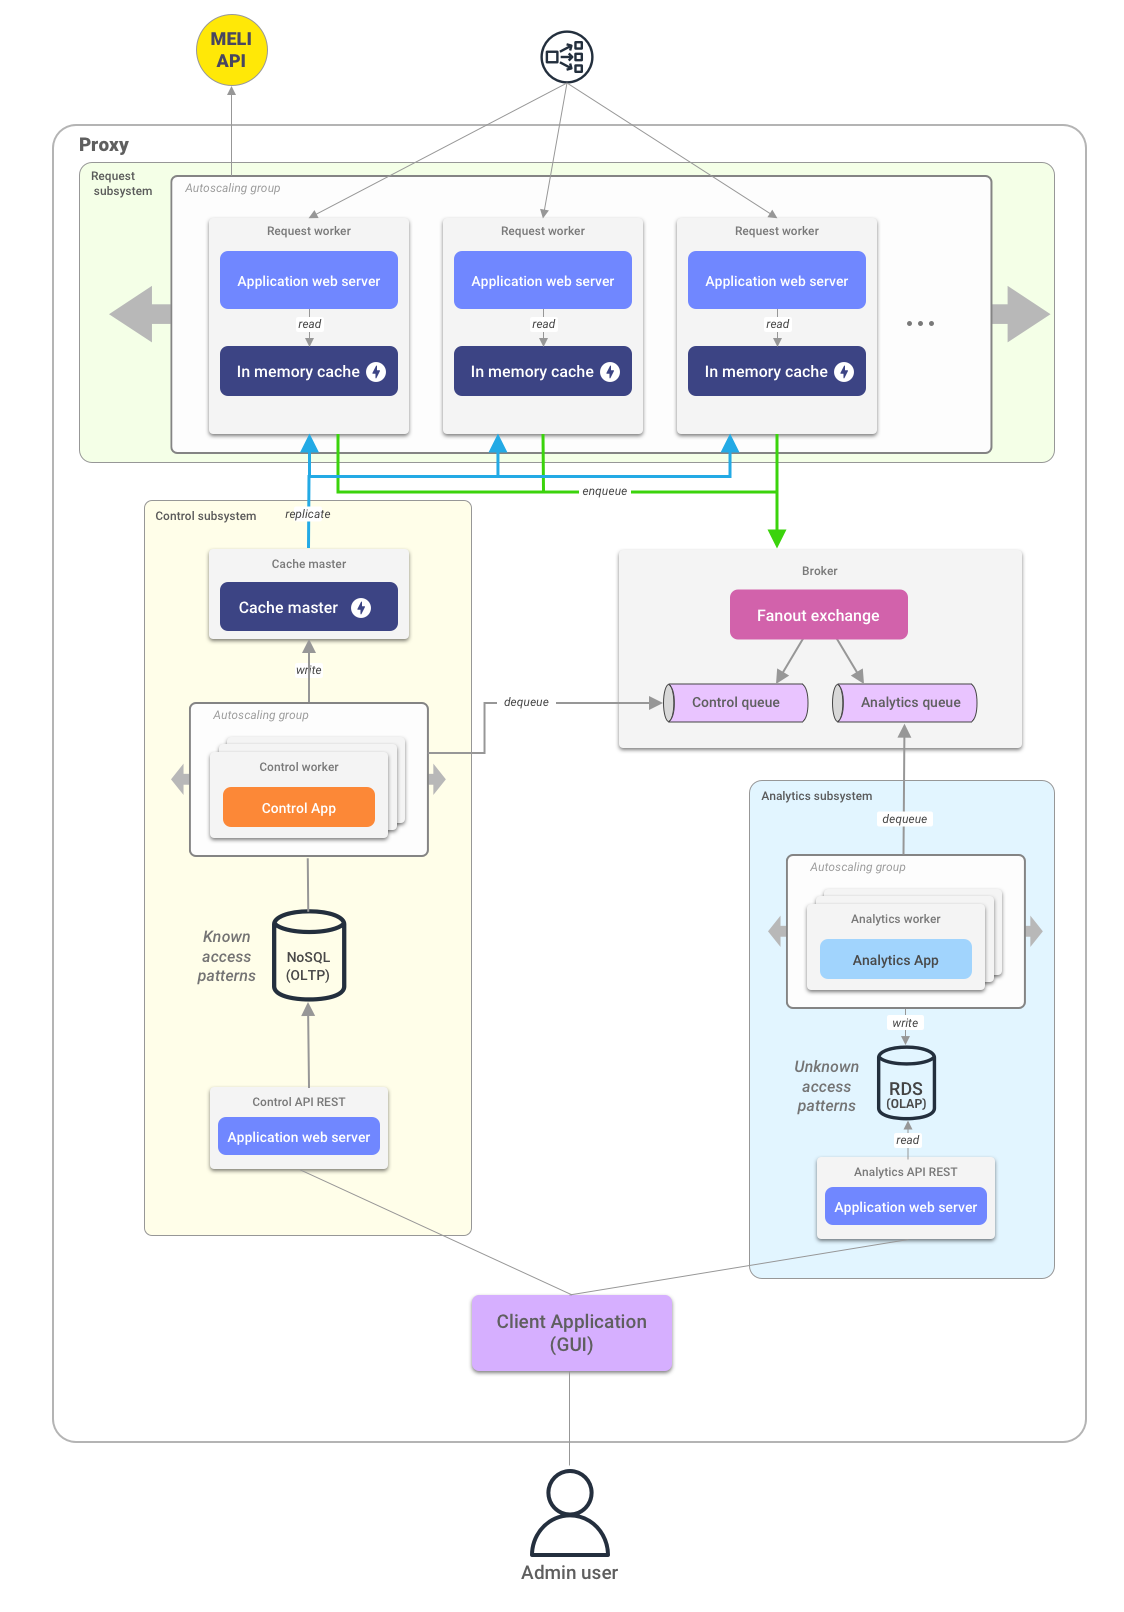 MELI
API
Proxy
Request
subsystem
Autoscaling group
Request worker
Request worker
Request worker
Application web server
Application web server
Application web server
read
read
read
In memory cache
In memory cache
In memory cache
enqueue
Control subsystem
replicate
Cache master
Cache master
write
Broker
Fanout exchange
Control queue
Analytics queue
dequeue
Autoscaling group
Control worker
Control App
Analytics subsystem
dequeue
Autoscaling group
Analytics worker
Analytics App
Known
access
patterns
NoSQL
(OLTP)
write
Unknown
access
patterns
RDS
(OLAP)
read
Control API REST
Application web server
Analytics API REST
Application web server
Client Application
(GUI)
Admin user